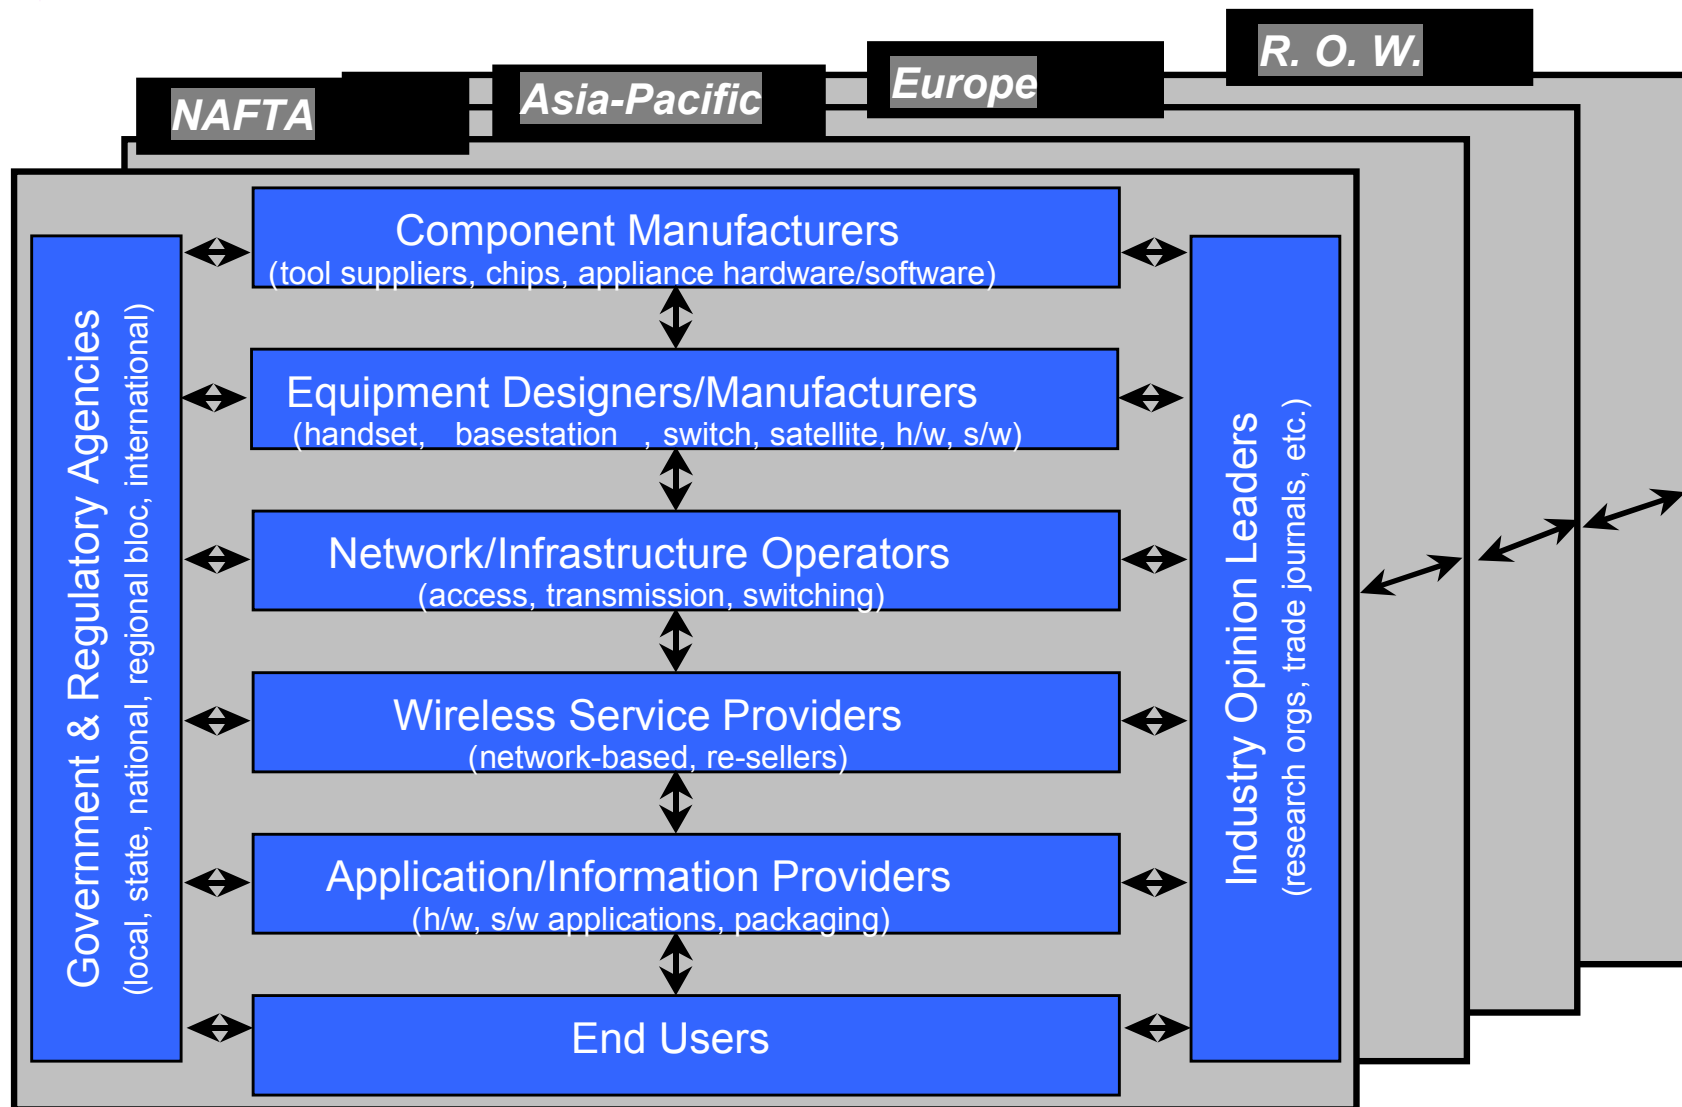 NAFTA
Asia-Pacific
Europe
R. O. W.
Government & Regulatory Agencies
(local, state, national, regional bloc, international)
Component Manufacturers
(tool suppliers, chips, appliance hardware/software)
Equipment Designers/Manufacturers
(handset, basestation , switch, satellite, h/w, s/w)
Network/Infrastructure Operators
(access, transmission, switching)
Wireless Service Providers
(network-based, re-sellers)
Application/Information Providers
(h/w, s/w applications, packaging)
End Users
Industry Opinion Leaders
(research orgs, trade journals, etc.)